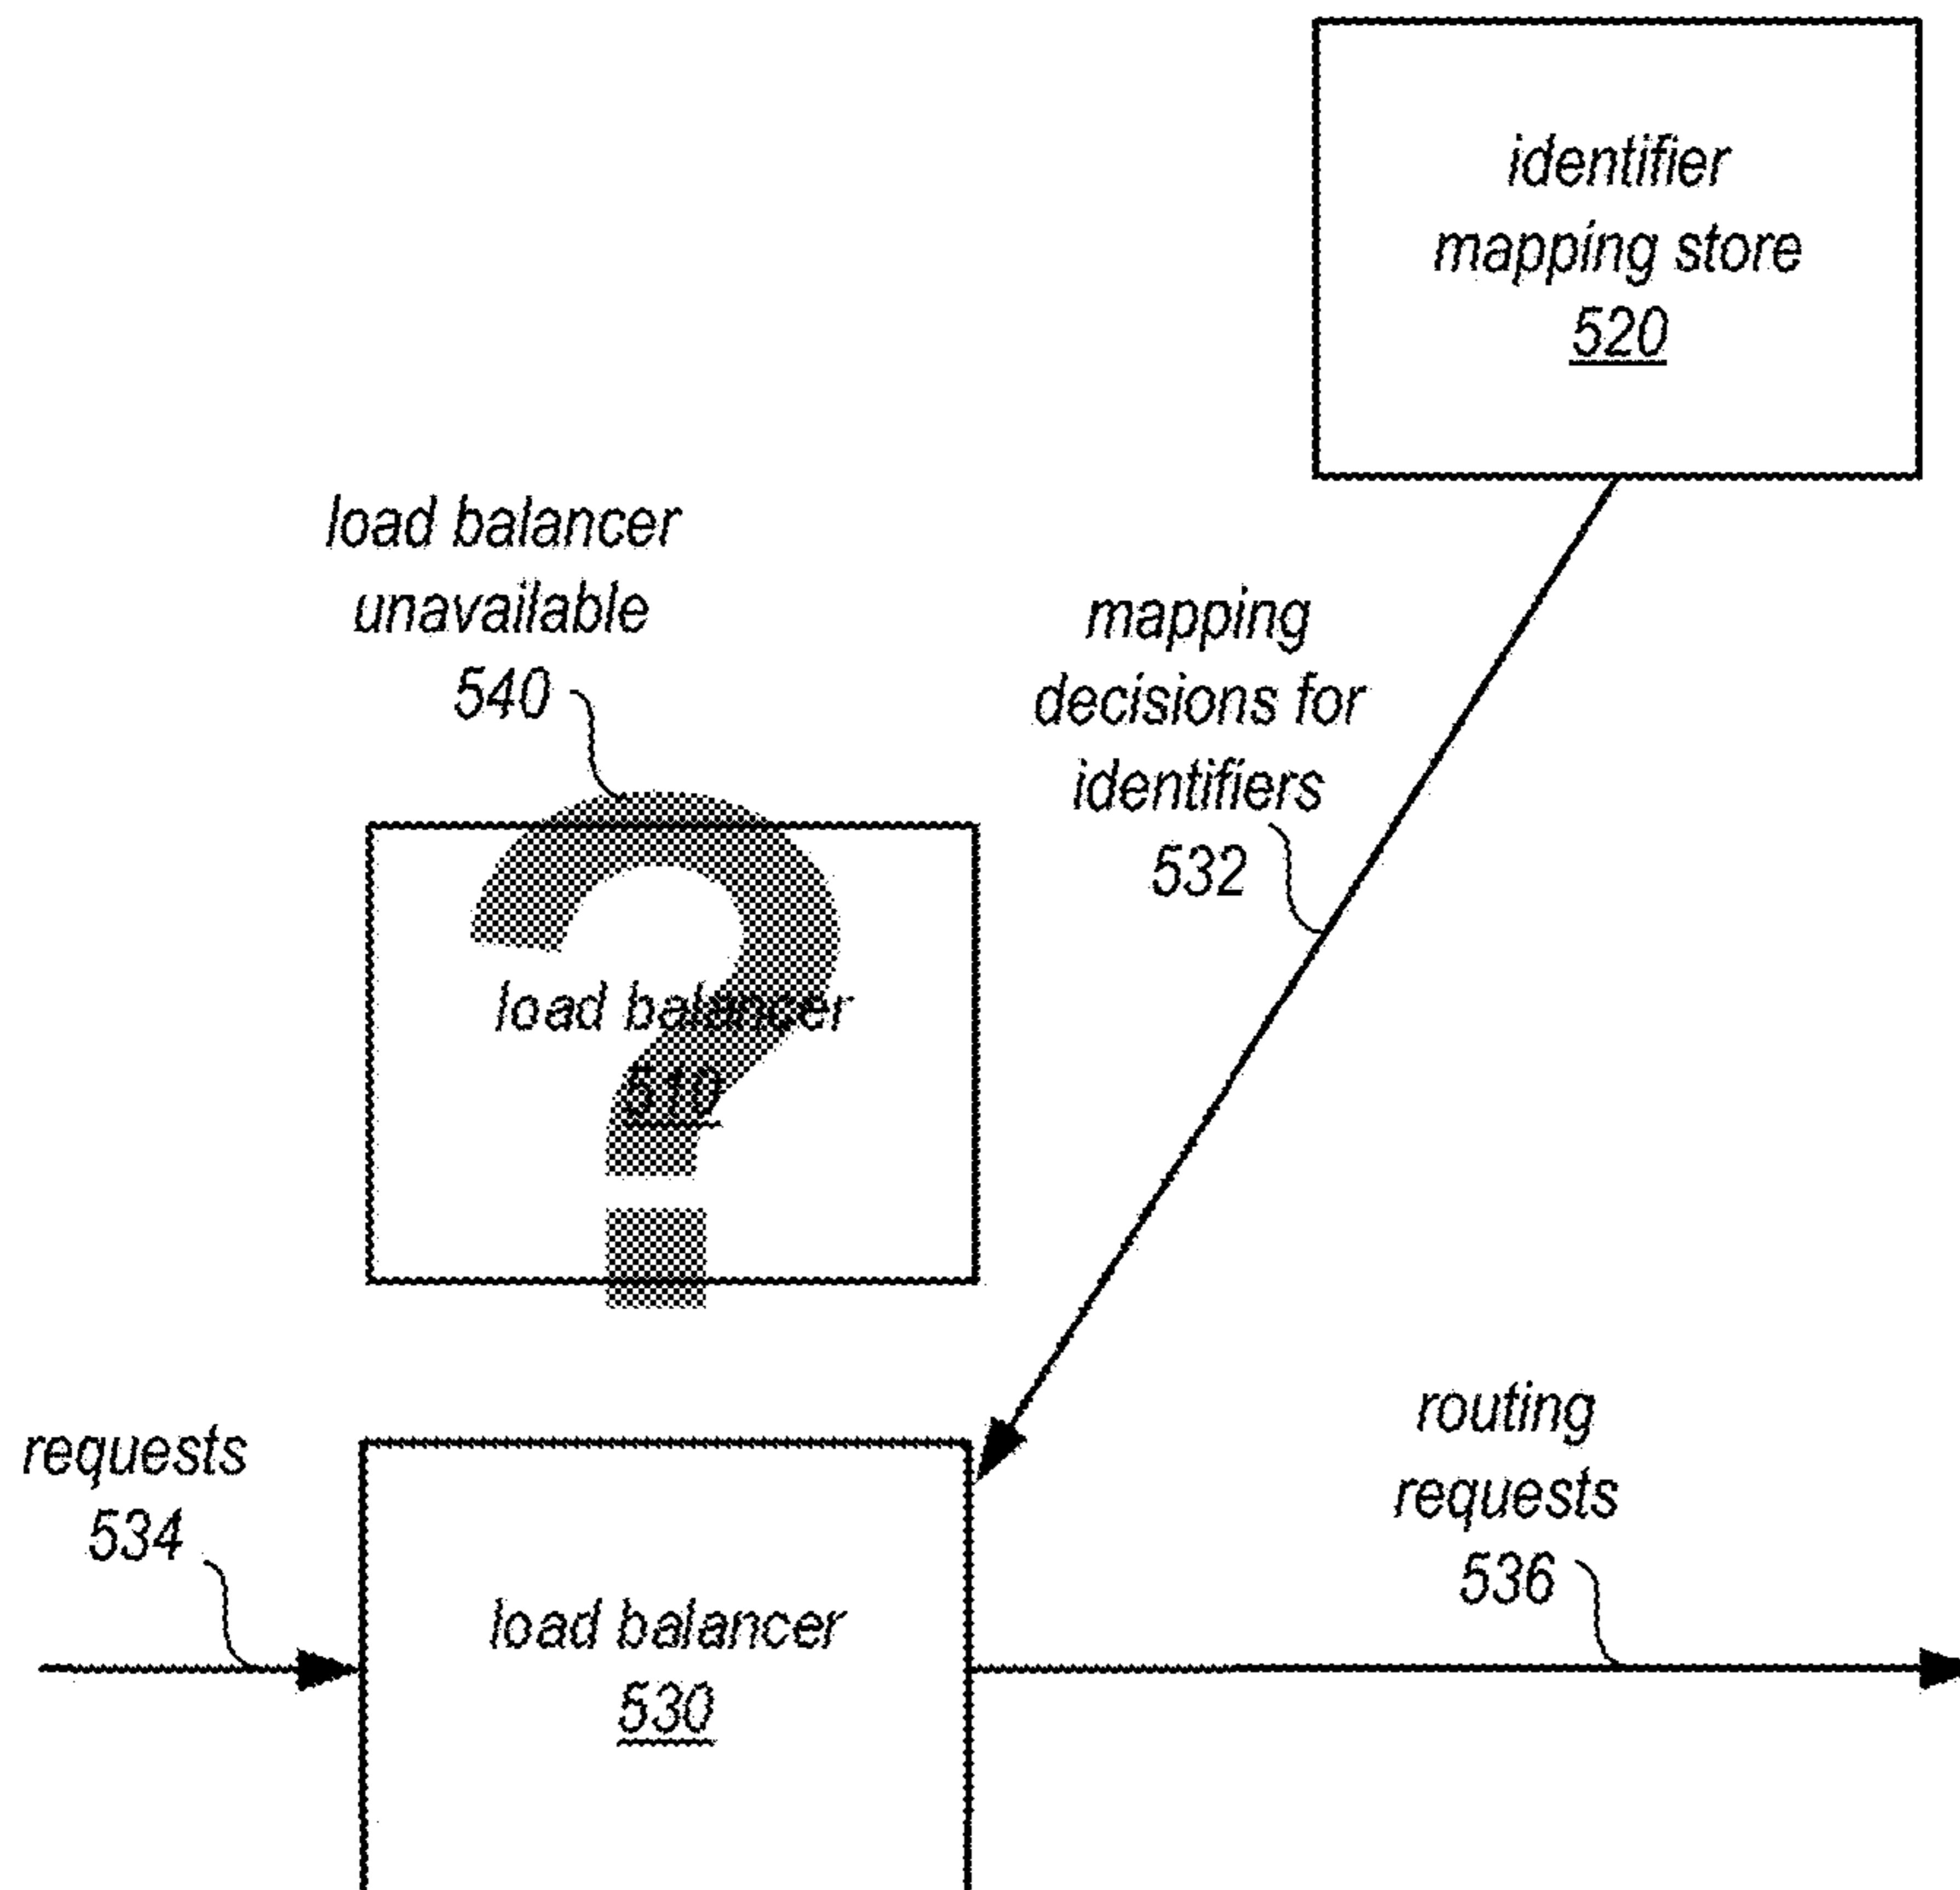 identifier
mapping store
520
load balancer
unavailable
540
mapping
decisions for
identifiers
532
load balancer
510
requests
534
load balancer
530
routing
requests
536